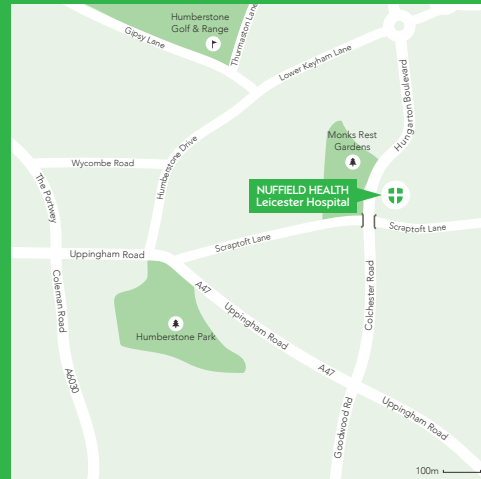 Humberstone
Golf & Range
Gipsy Lane
Thurmaston Lane
Lower Keyham Lane
Hungarton Boulevard
Monks Rest
Gardens
Humberstone Drive
Wycombe Road
The Portwey
NUFFIELD HEALTH
Leicester Hospital
Scraptoft Lane
Scraptoft Lane
Uppingham Road
Coleman Road
A47
Uppingham Road
Colchester Road
Humberstone Park
A47
A6030
Uppingham Road
Goodwood Rd
100m